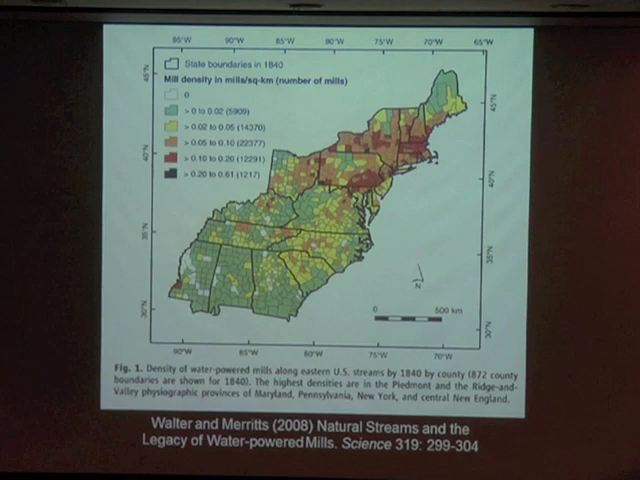 95°W 90°W 85°W 80°W 75°W 70°W 65°W
State boundaries in 1840
Mill density in mills/sq-km (number of mills)
0
> 0 to 0.02 (5909)
> 0.02 to 0.05 (14370)
> 0.05 to 0.10 (22377)
> 0.10 to 0.20 (12291)
> 0.20 to 0.61 (1217)
45°N
45°N
40°N
40°N
35°N
35°N
30°N
30°N
N
0 500 km
90°W 85°W 80°W 75°W 70°W
Fig. 1. Density of water-powered mills along eastern U.S. streams by 1840 by county (872 county
boundaries are shown for 1840). The highest densities are in the Piedmont and the Ridge-and-
Valley physiographic provinces of Maryland, Pennsylvania, New York, and central New England.
Walter and Merritts (2008) Natural Streams and the
Legacy of Water-powered Mills. Science 319: 299-304